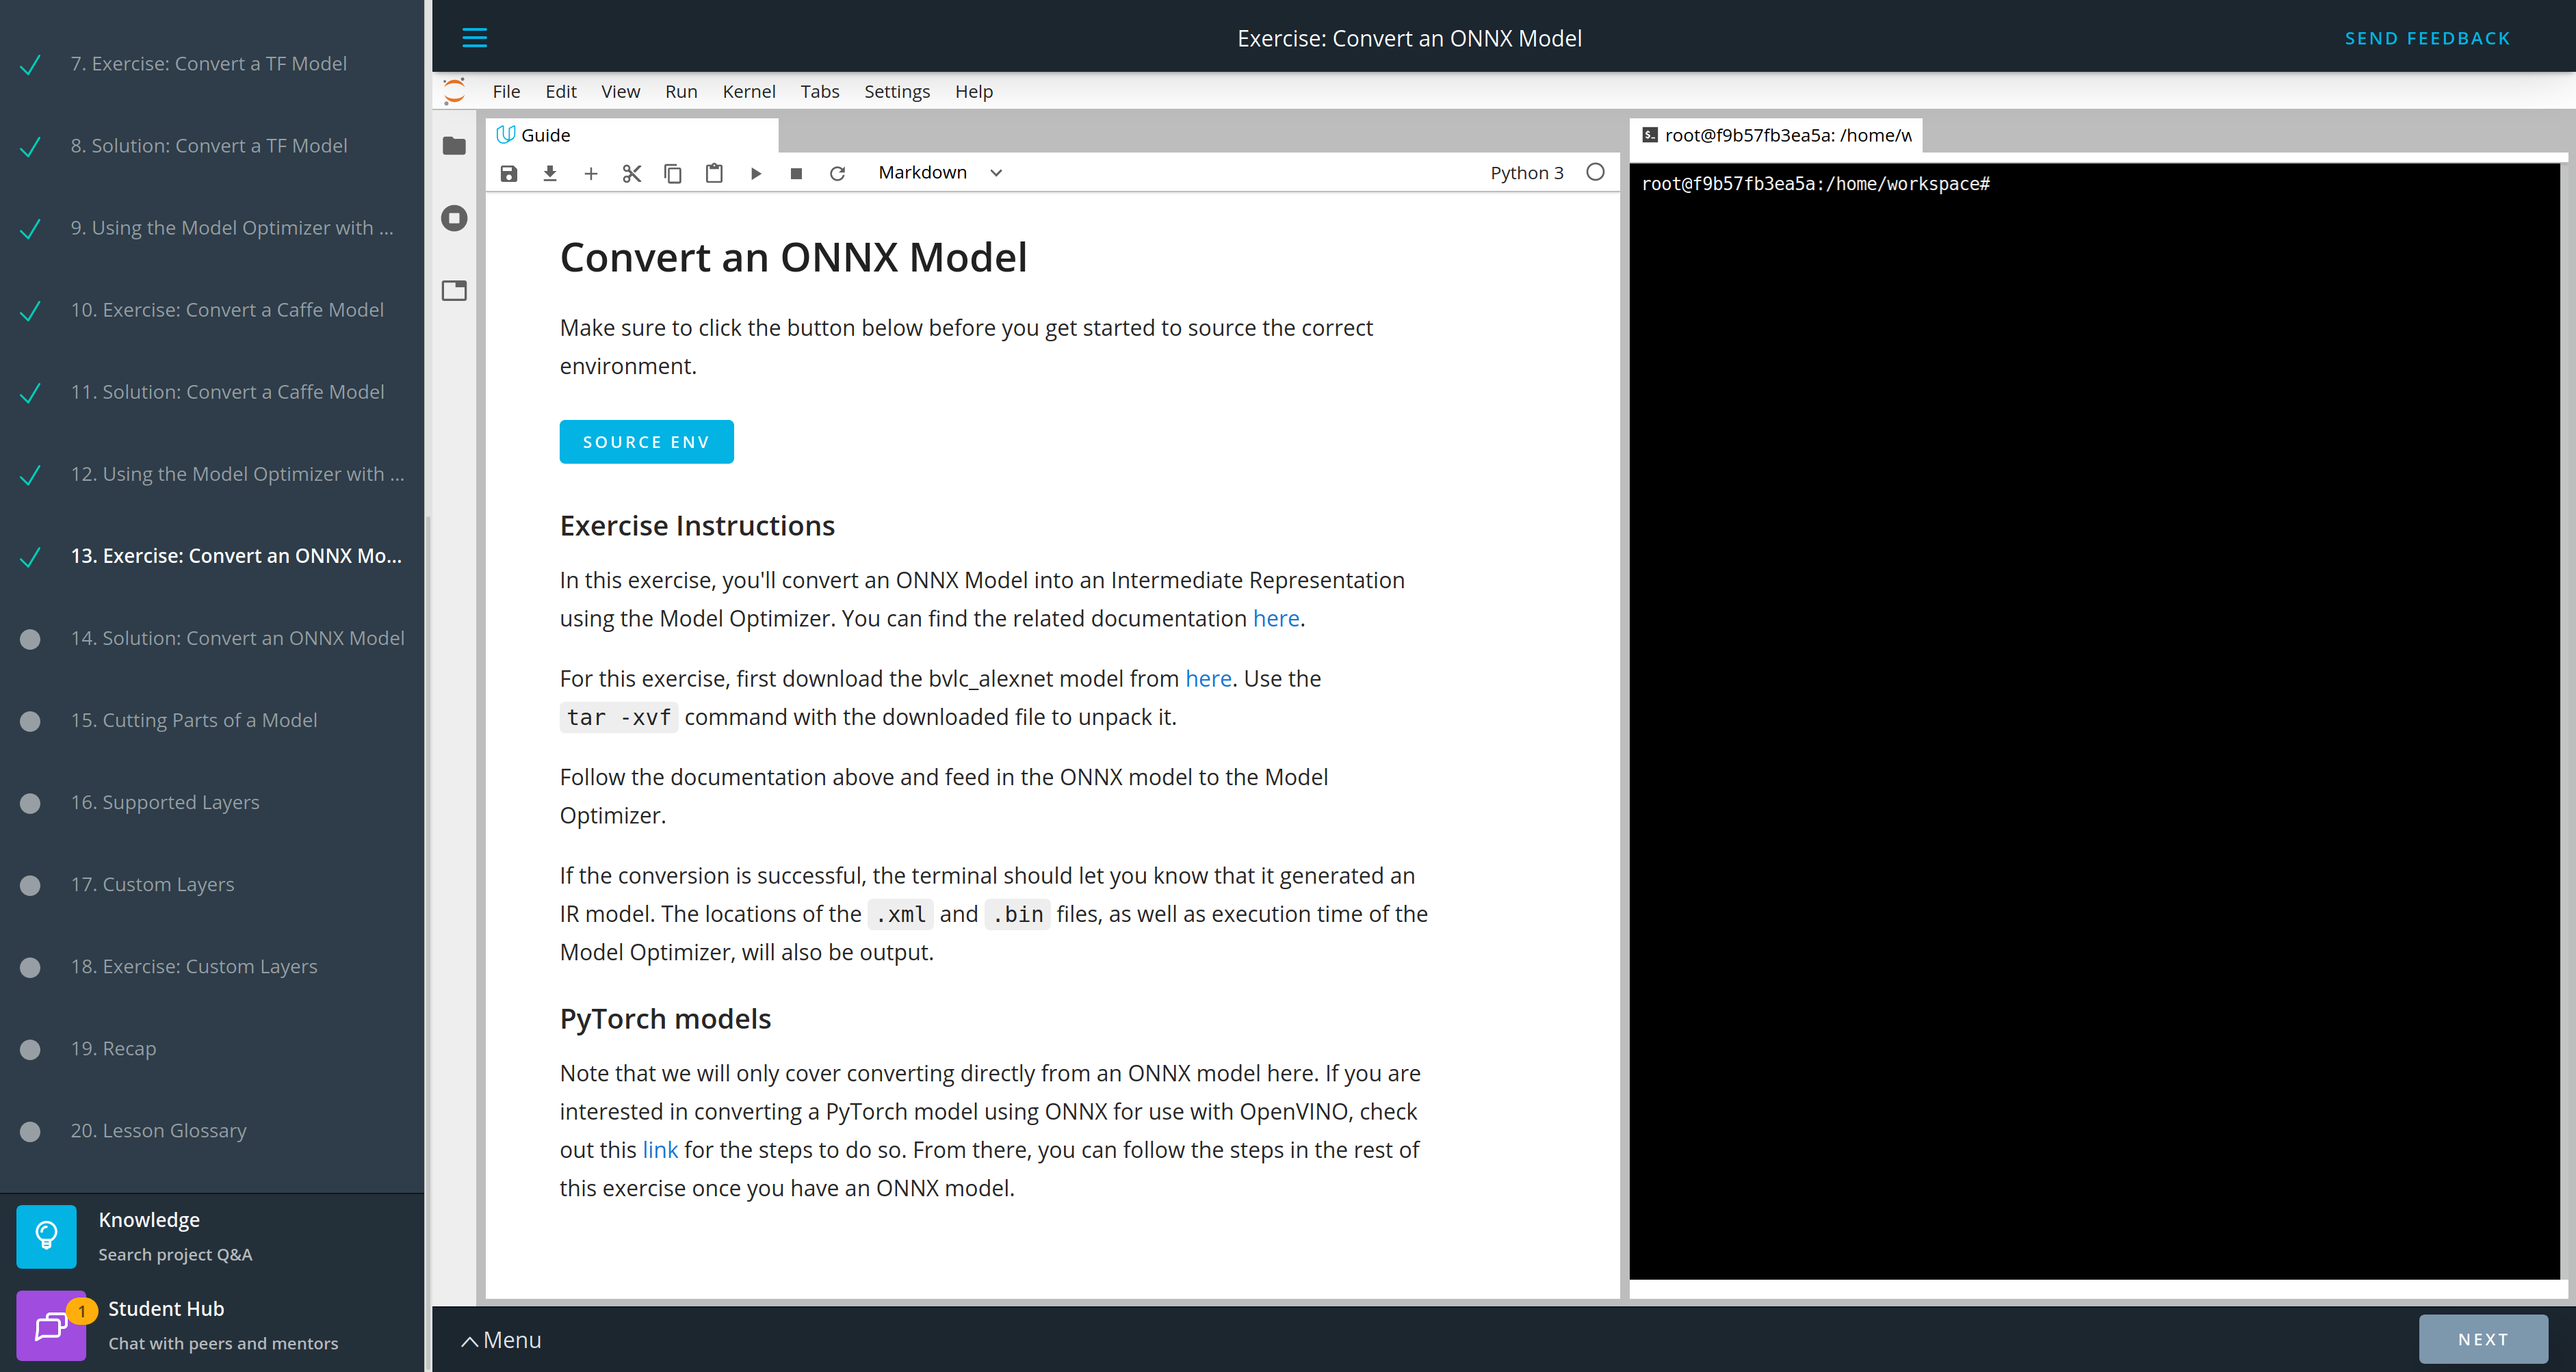 7. Exercise: Convert a TF Model
8. Solution: Convert a TF Model
9. Using the Model Optimizer with ...
10. Exercise: Convert a Caffe Model
11. Solution: Convert a Caffe Model
12. Using the Model Optimizer with ...
13. Exercise: Convert an ONNX Mo...
14. Solution: Convert an ONNX Model
15. Cutting Parts of a Model
16. Supported Layers
17. Custom Layers
18. Exercise: Custom Layers
19. Recap
20. Lesson Glossary
Knowledge
Search project Q&A
1
Student Hub
Chat with peers and mentors
Exercise: Convert an ONNX Model
SEND FEEDBACK
File Edit View Run Kernel Tabs Settings Help
Guide
Markdown
Python 3
Convert an ONNX Model
Make sure to click the button below before you get started to source the correct
environment.
SOURCE ENV
Exercise Instructions
In this exercise, you'll convert an ONNX Model into an Intermediate Representation
using the Model Optimizer. You can find the related documentation here.
For this exercise, first download the bvlc_alexnet model from here. Use the
tar -xvf command with the downloaded file to unpack it.
Follow the documentation above and feed in the ONNX model to the Model
Optimizer.
If the conversion is successful, the terminal should let you know that it generated an
IR model. The locations of the .xml and .bin files, as well as execution time of the
Model Optimizer, will also be output.
PyTorch models
Note that we will only cover converting directly from an ONNX model here. If you are
interested in converting a PyTorch model using ONNX for use with OpenVINO, check
out this link for the steps to do so. From there, you can follow the steps in the rest of
this exercise once you have an ONNX model.
root@f9b57fb3ea5a: /home/w
root@f9b57fb3ea5a:/home/workspace#
Menu
NEXT